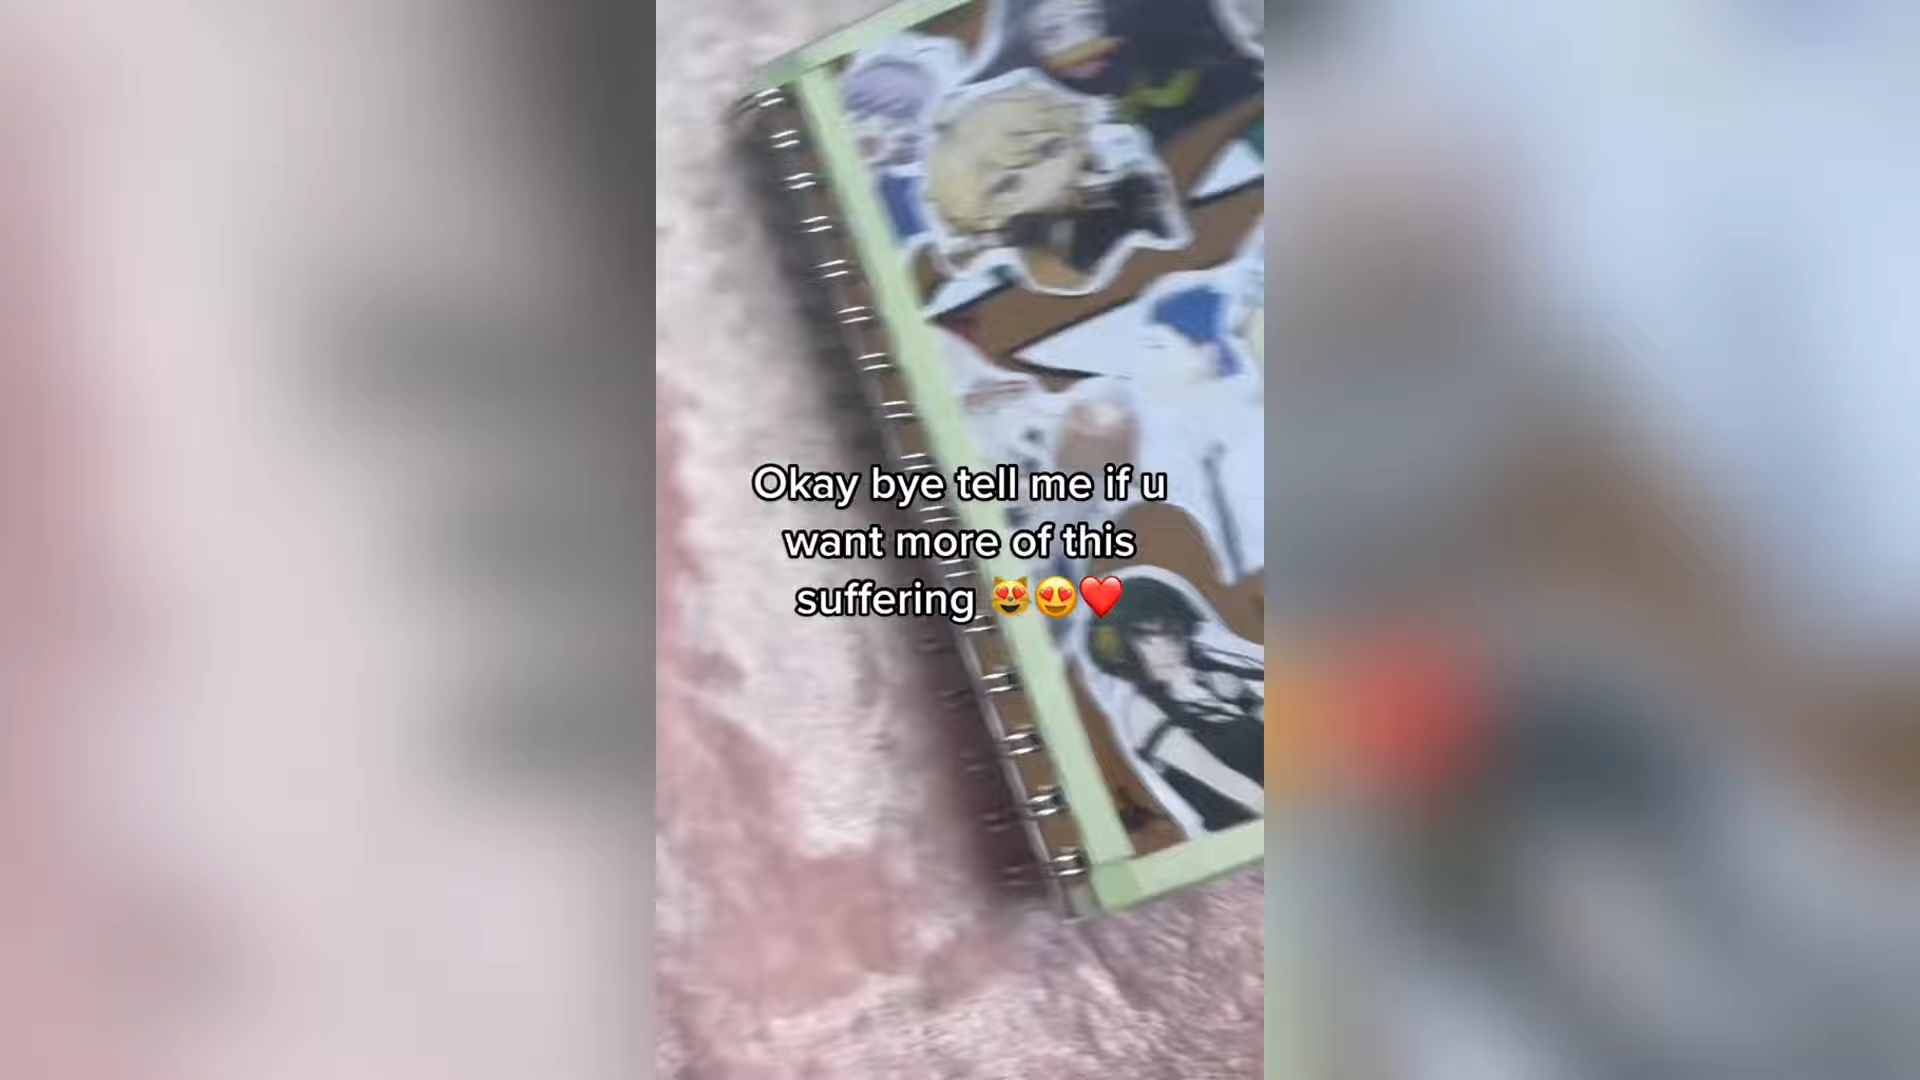 Okay bye tell me if u
want more of this
suffering 😻😍❤️